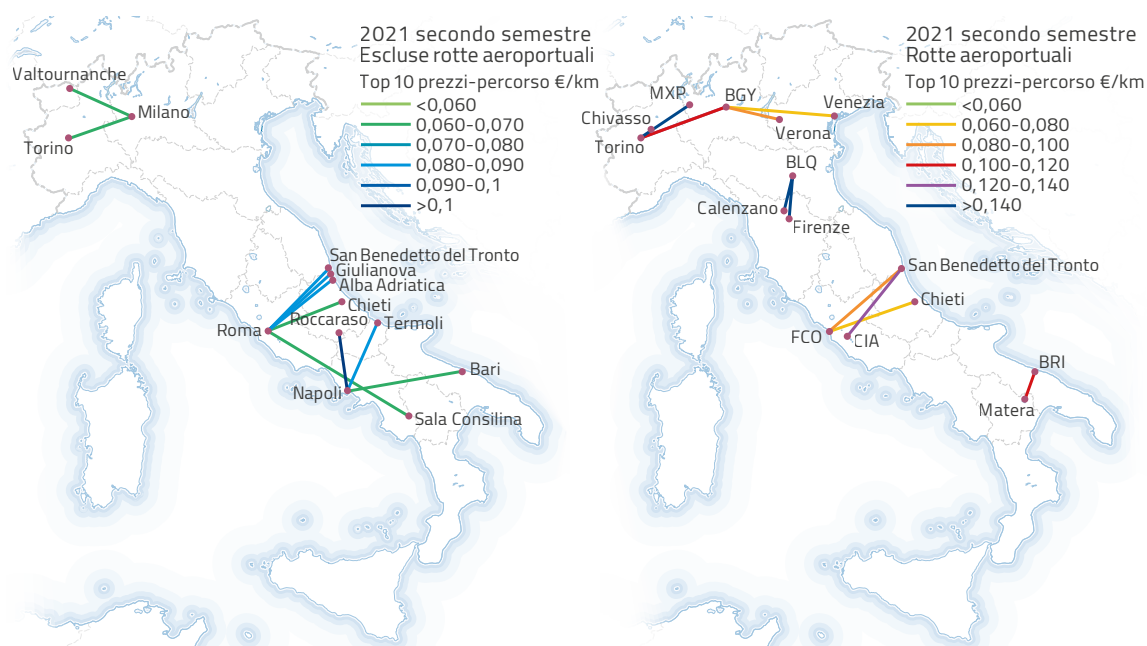 2021 secondo semestre
Escluse rotte aeroportuali
Top 10 prezzi-percorso €/km
<0,060
0,060-0,070
0,070-0,080
0,080-0,090
0,090-0,1
>0,1
Valtournanche
Milano
Torino
San Benedetto del Tronto
Giulianova
Alba Adriatica
Chieti
Roccaraso
Termoli
Roma
Bari
Napoli
Sala Consilina
2021 secondo semestre
Rotte aeroportuali
Top 10 prezzi-percorso €/km
<0,060
0,060-0,080
0,080-0,100
0,100-0,120
0,120-0,140
>0,140
MXP
BGY
Venezia
Chivasso
Verona
Torino
BLQ
Calenzano
Firenze
San Benedetto del Tronto
Chieti
FCO
CIA
BRI
Matera